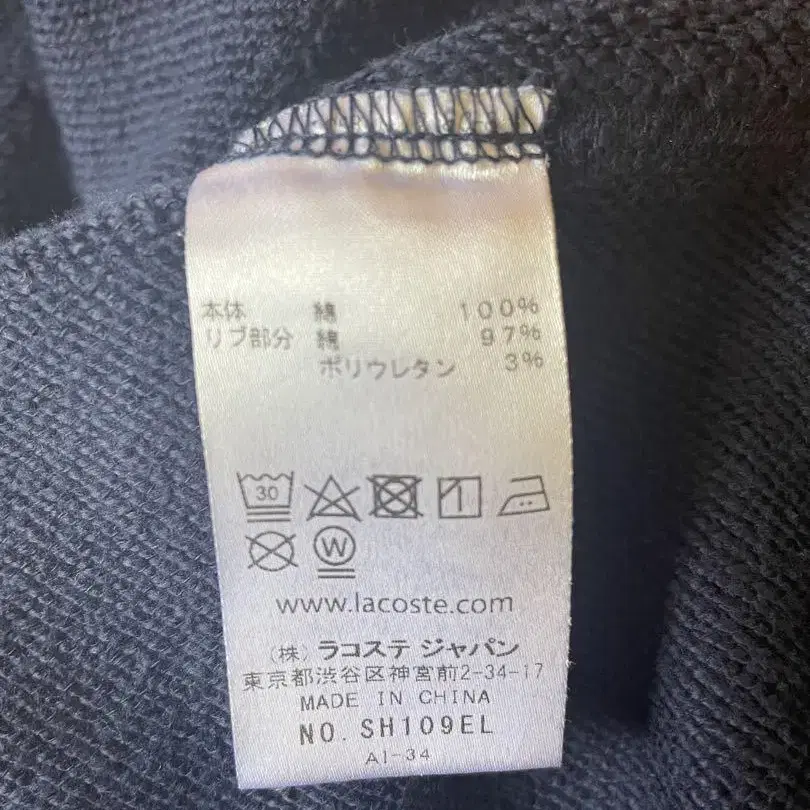 本体 綿 100%
リブ部分 綿 97%
ポリウレタン 3%
30
W
www.lacoste.com
(株) ラコステ ジャパン
東京都渋谷区神宮前2-34-17
MADE IN CHINA
NO. SH109EL
AI-34